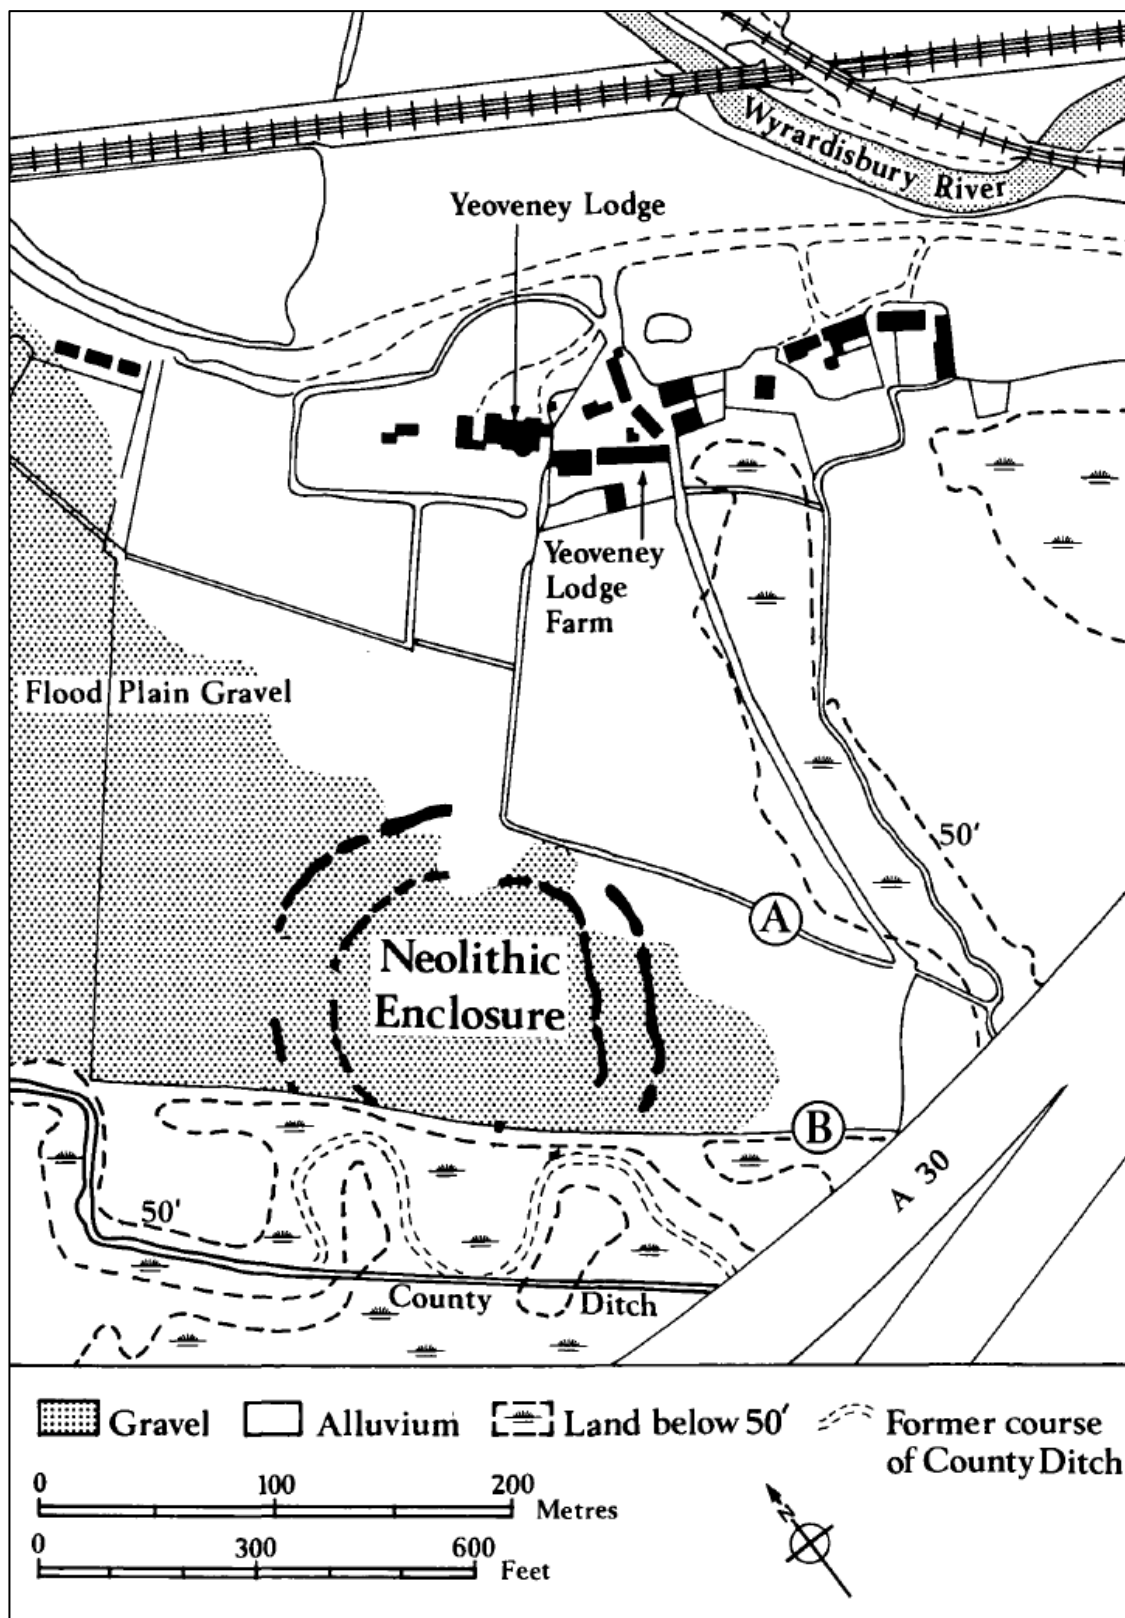 Wyrardisbury River
Yeoveney Lodge
Yeoveney
Lodge
Farm
Flood Plain Gravel
50'
A
Neolithic
Enclosure
B
A 30
50'
County Ditch
Gravel
Alluvium
Land below 50'
Former course
of County Ditch
0 100 200
Metres
0 300 600
Feet
N